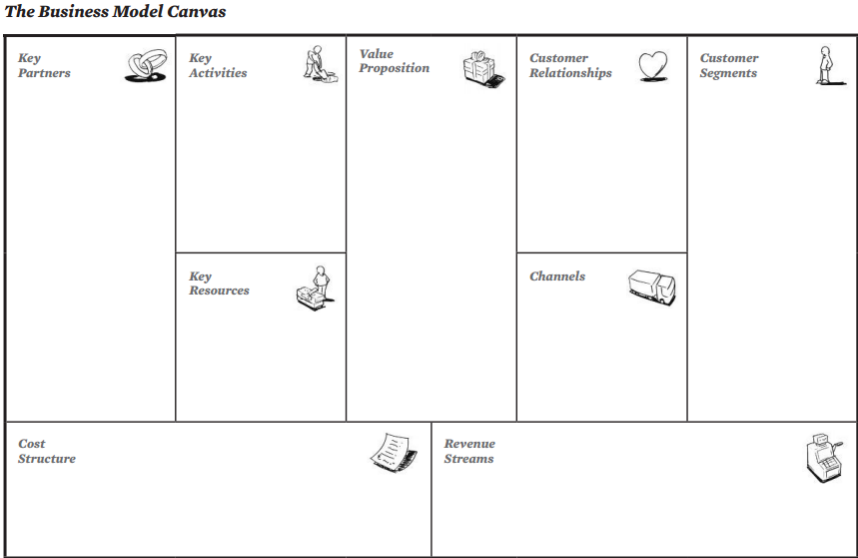 The Business Model Canvas
Key
Partners
Key
Activities
Value
Proposition
Customer
Relationships
Customer
Segments
Key
Resources
Channels
Cost
Structure
Revenue
Streams